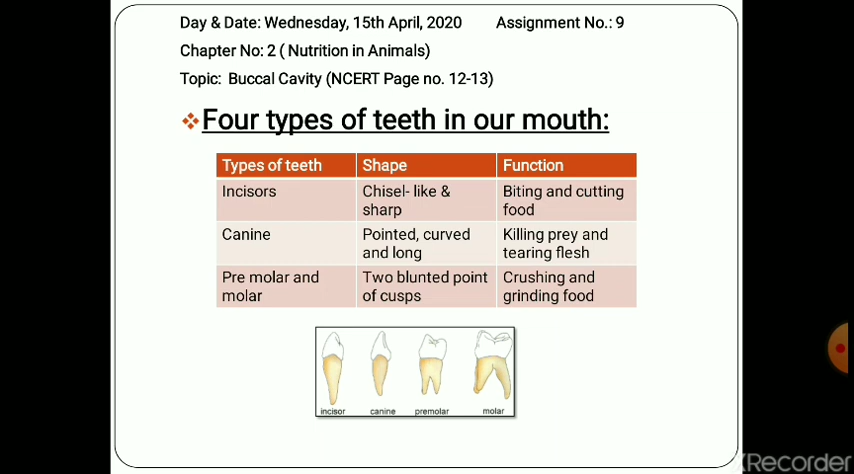 Day & Date: Wednesday, 15th April, 2020 Assignment No.: 9
Chapter No: 2 ( Nutrition in Animals)
Topic: Buccal Cavity (NCERT Page no. 12-13)
Four types of teeth in our mouth:
Types of teeth Shape Function
Incisors Chisel- like & sharp Biting and cutting food
Canine Pointed, curved and long Killing prey and tearing flesh
Pre molar and molar Two blunted point of cusps Crushing and grinding food
incisor canine premolar molar
XRecorder